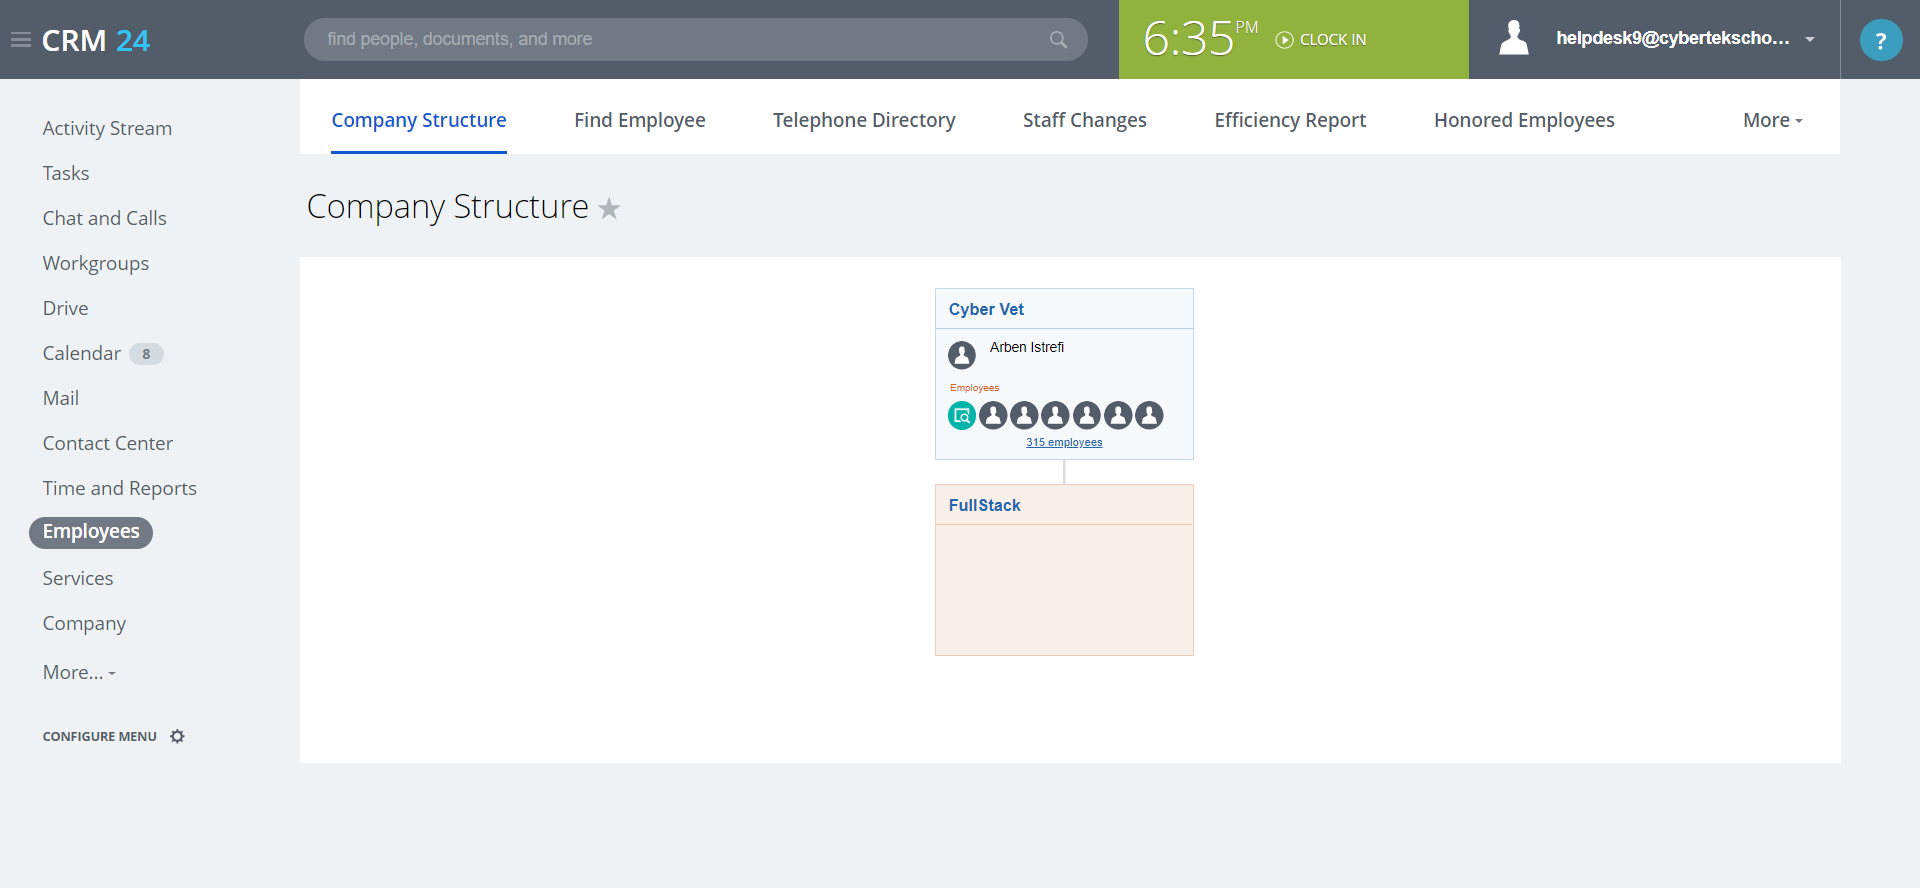 CRM 24
find people, documents, and more
6:35 PM CLOCK IN
helpdesk9@cybertekscho...
?
Activity Stream
Tasks
Chat and Calls
Workgroups
Drive
Calendar 8
Mail
Contact Center
Time and Reports
Employees
Services
Company
More...
CONFIGURE MENU
Company Structure Find Employee Telephone Directory Staff Changes Efficiency Report Honored Employees More
Company Structure
Cyber Vet
Arben Istrefi
Employees
315 employees
FullStack